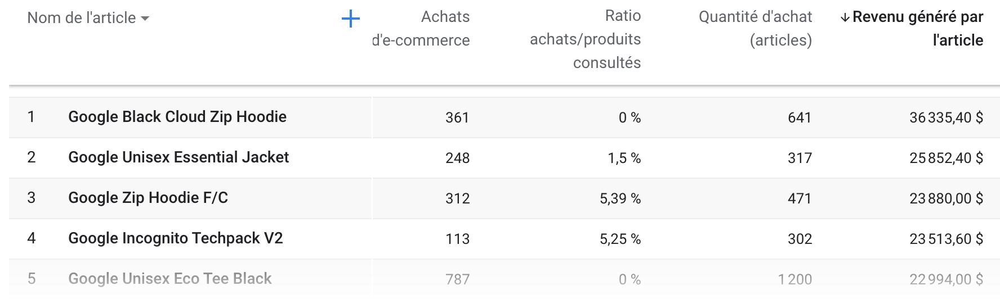 Nom de l'article
Achats d'e-commerce
Ratio achats/produits consultés
Quantité d'achat (articles)
Revenu généré par l'article
1 Google Black Cloud Zip Hoodie 361 0 % 641 36 335,40 $
2 Google Unisex Essential Jacket 248 1,5 % 317 25 852,40 $
3 Google Zip Hoodie F/C 312 5,39 % 471 23 880,00 $
4 Google Incognito Techpack V2 113 5,25 % 302 23 513,60 $
5 Google Unisex Eco Tee Black 787 0 % 1 200 22 994,00 $